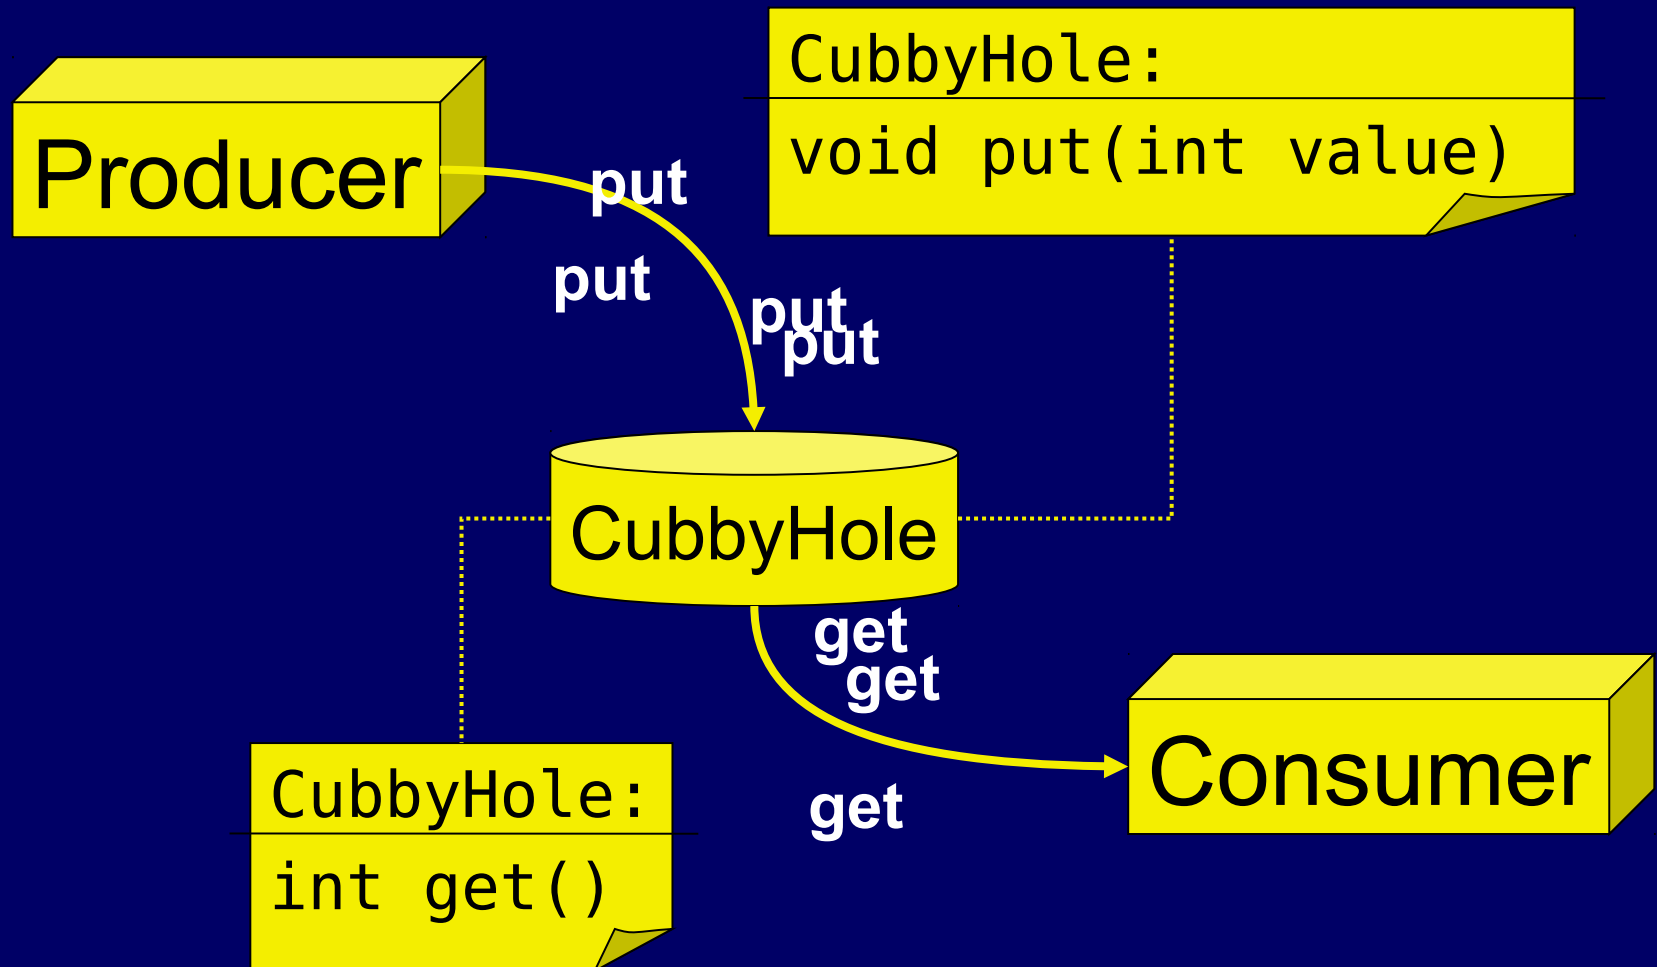 CubbyHole:
void put(int value)
Producer
put
put
put
put
CubbyHole
get
get
get
Consumer
CubbyHole:
int get()